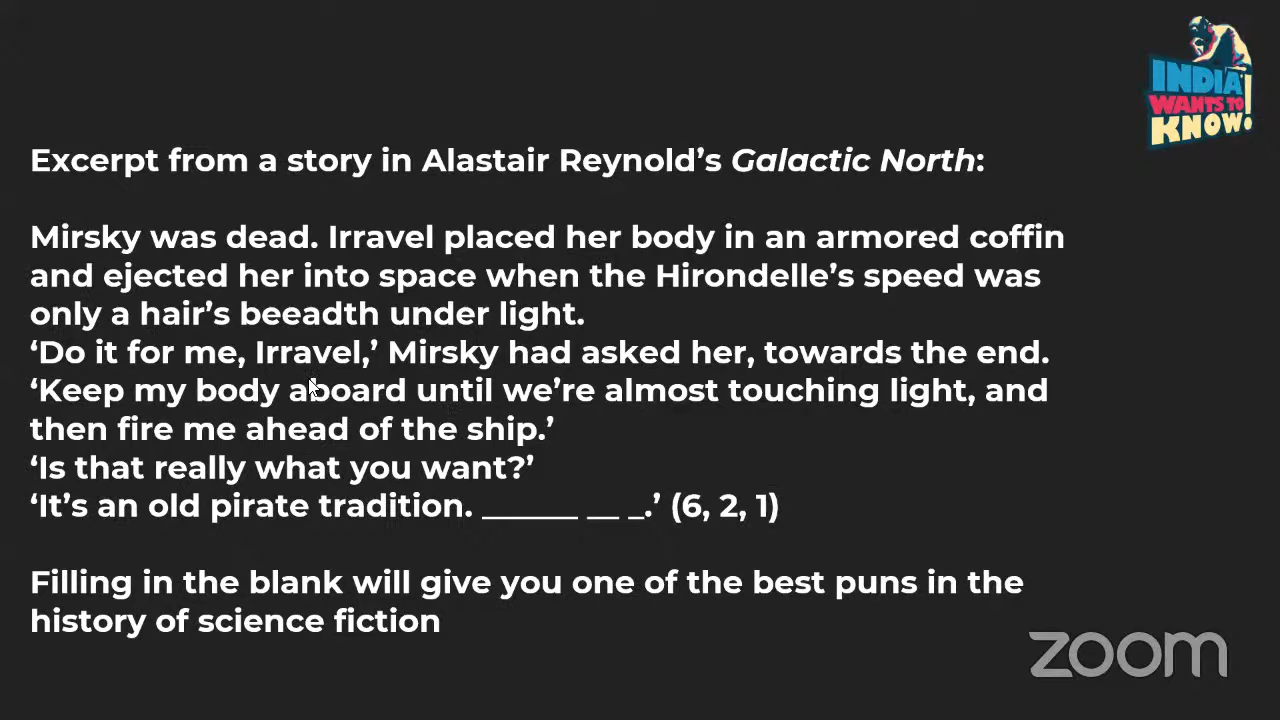 INDIA
WANTS TO
KNOW!
Excerpt from a story in Alastair Reynold’s Galactic North:
Mirsky was dead. Irravel placed her body in an armored coffin
and ejected her into space when the Hirondelle’s speed was
only a hair’s beeadth under light.
‘Do it for me, Irravel,’ Mirsky had asked her, towards the end.
‘Keep my body aboard until we’re almost touching light, and
then fire me ahead of the ship.’
‘Is that really what you want?’
‘It’s an old pirate tradition. ______ __ _.’ (6, 2, 1)
Filling in the blank will give you one of the best puns in the
history of science fiction
zoom